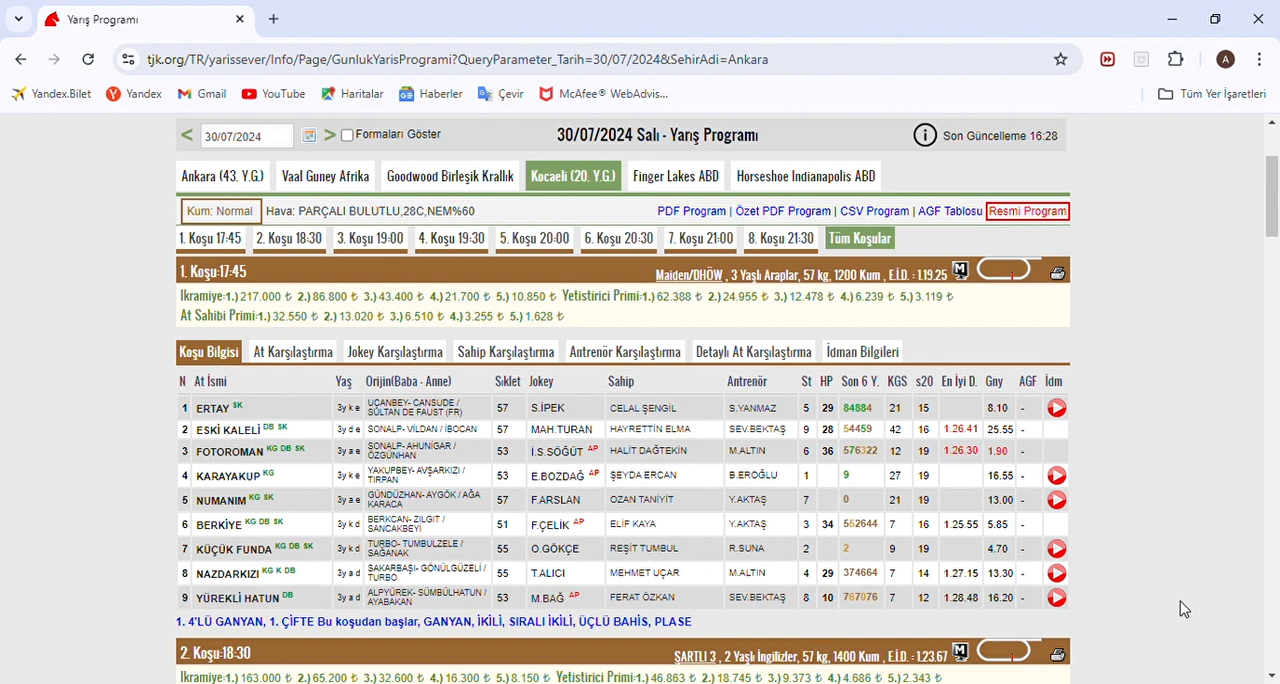 Yarış Programı
tjk.org/TR/yarissever/Info/Page/GunlukYarisProgrami?QueryParameter_Tarih=30/07/2024&SehirAdi=Ankara A
Yandex.Bilet Yandex Gmail YouTube Haritalar Haberler Çevir McAfee® WebAdvis... Tüm Yer İşaretleri
30/07/2024 Formaları Göster 30/07/2024 Salı - Yarış Programı Son Güncelleme 16:28
Ankara (43. Y.G.) Vaal Guney Afrika Goodwood Birleşik Krallık Kocaeli (20. Y.G.) Finger Lakes ABD Horseshoe Indianapolis ABD
Kum: Normal Hava: PARÇALI BULUTLU,28C,NEM%60 PDF Program | Özet PDF Program | CSV Program | AGF Tablosu Resmi Program
1. Koşu 17:45 2. Koşu 18:30 3. Koşu 19:00 4. Koşu 19:30 5. Koşu 20:00 6. Koşu 20:30 7. Koşu 21:00 8. Koşu 21:30 Tüm Koşular
1. Koşu:17:45 Maiden/DHÖW , 3 Yaşlı Araplar, 57 kg, 1200 Kum , E.İ.D. : 1.19.25 M
Ikramiye:1.) 217.000 ₺ 2.) 86.800 ₺ 3.) 43.400 ₺ 4.) 21.700 ₺ 5.) 10.850 ₺ Yetistirici Primi:1.) 62.388 ₺ 2.) 24.955 ₺ 3.) 12.478 ₺ 4.) 6.239 ₺ 5.) 3.119 ₺
At Sahibi Primi:1.) 32.550 ₺ 2.) 13.020 ₺ 3.) 6.510 ₺ 4.) 3.255 ₺ 5.) 1.628 ₺
Koşu Bilgisi At Karşılaştırma Jokey Karşılaştırma Sahip Karşılaştırma Antrenör Karşılaştırma Detaylı At Karşılaştırma İdman Bilgileri
N At İsmi Yaş Orijin(Baba - Anne) Sıklet Jokey Sahip Antrenör St HP Son 6 Y. KGS s20 En İyi D. Gny AGF İdm
1 ERTAY SK 3y k e UÇANBEY- CANSUDE / SULTAN DE FAUST (FR) 57 S.İPEK CELAL ŞENGİL S.YANMAZ 5 29 84884 21 15 8.10 -
2 ESKİ KALELİ DB SK 3y d e SONALP- VİLDAN / İBOCAN 57 MAH.TURAN HAYRETTİN ELMA SEV.BEKTAŞ 9 28 54459 42 16 1.26.41 25.55 -
3 FOTOROMAN KG DB SK 3y a e SONALP- AHUNİGAR / ÖZGÜNHAN 53 İ.S.SÖĞÜT AP HALİT DAĞTEKİN M.ALTIN 6 36 576322 12 19 1.26.30 1.90 -
4 KARAYAKUP KG 3y k e YAKUPBEY- AVŞARKIZI / TIRPAN 53 E.BOZDAĞ AP ŞEYDA ERCAN B.EROĞLU 1 9 27 19 16.55 -
5 NUMANIM KG SK 3y k e GÜNDÜZHAN- AYGÖK / AĞA KARACA 57 F.ARSLAN OZAN TANİYİT Y.AKTAŞ 7 0 21 19 13.00 -
6 BERKİYE KG DB SK 3y k d BERKCAN- ZILGIT / SANCAKBEYİ 51 F.ÇELİK AP ELİF KAYA Y.AKTAŞ 3 34 552644 7 16 1.25.55 5.85 -
7 KÜÇÜK FUNDA KG DB SK 3y k d TURBO- TUMBULZELE / SAĞANAK 55 O.GÖKÇE REŞİT TUMBUL R.SUNA 2 2 9 19 4.70 -
8 NAZDARKIZI KG K DB 3y a d SAKARBAŞI- GÖNÜLGÜZELİ / TURBO 55 T.ALICI MEHMET UÇAR M.ALTIN 4 29 374664 7 14 1.27.15 13.30 -
9 YÜREKLİ HATUN DB 3y a d ALPYÜREK- SÜMBÜLHATUN / AYABAKAN 53 M.BAĞ AP FERAT ÖZKAN SEV.BEKTAŞ 8 10 767076 7 12 1.28.48 16.20 -
1. 4'LÜ GANYAN, 1. ÇİFTE Bu koşudan başlar, GANYAN, İKİLİ, SIRALI İKİLİ, ÜÇLÜ BAHİS, PLASE
2. Koşu:18:30 ŞARTLI 3 , 2 Yaşlı İngilizler, 57 kg, 1400 Kum , E.İ.D. : 1.23.67 M
Ikramiye:1.) 163.000 ₺ 2.) 65.200 ₺ 3.) 32.600 ₺ 4.) 16.300 ₺ 5.) 8.150 ₺ Yetistirici Primi:1.) 46.863 ₺ 2.) 18.745 ₺ 3.) 9.373 ₺ 4.) 4.686 ₺ 5.) 2.343 ₺